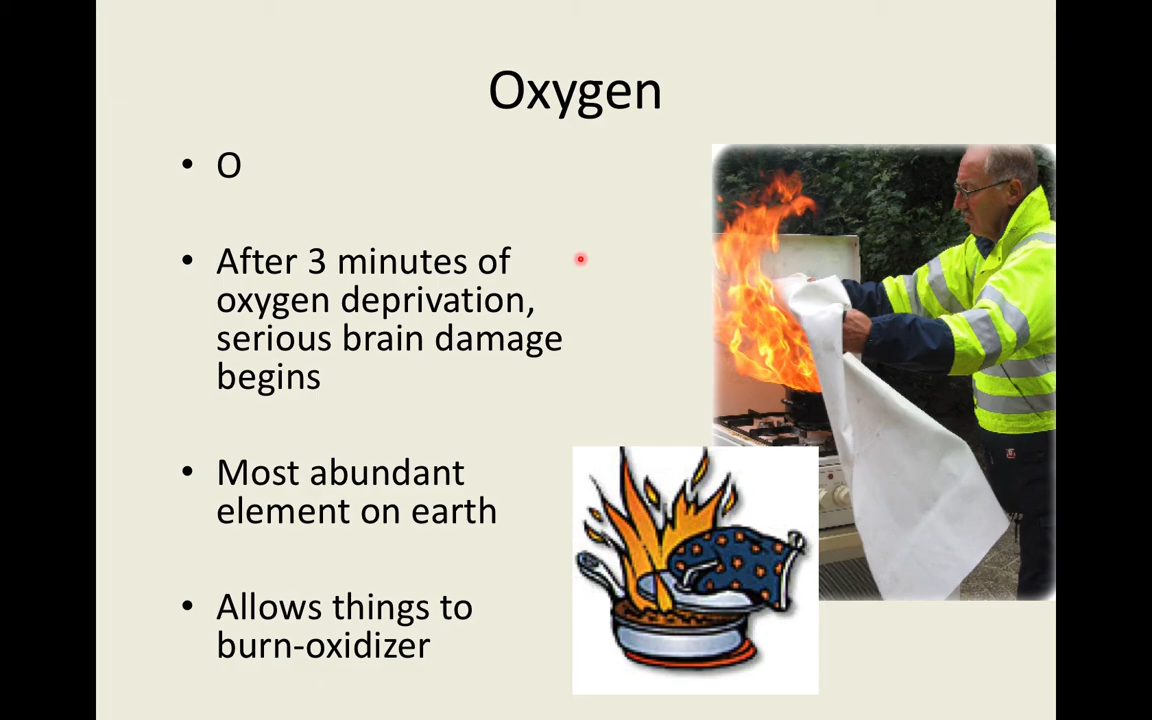 Oxygen
• O
• After 3 minutes of
oxygen deprivation,
serious brain damage
begins
• Most abundant
element on earth
• Allows things to
burn-oxidizer